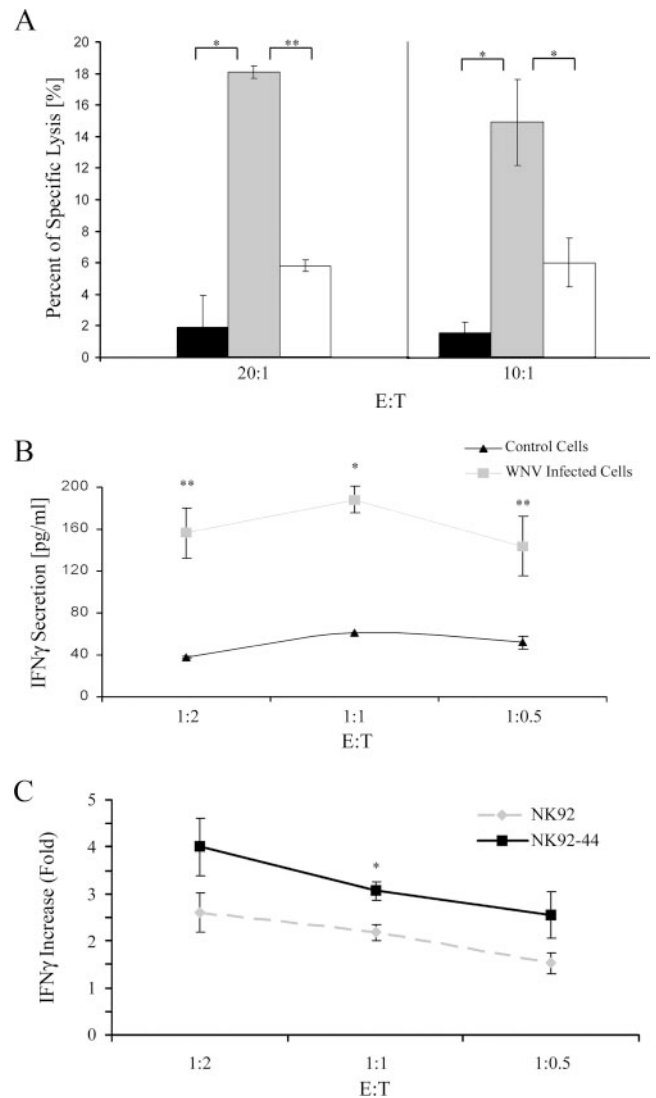 A
* ** * *
20
18
16
14
12
10
8
6
4
2
0
Percent of Specific Lysis [%]
20:1 10:1
E:T
B
Control Cells
WNV Infected Cells
** * **
200
160
120
80
40
0
IFNγ Secretion [pg/ml]
1:2 1:1 1:0.5
E:T
C
NK92
NK92-44
*
5
4
3
2
1
0
IFNγ Increase (Fold)
1:2 1:1 1:0.5
E:T